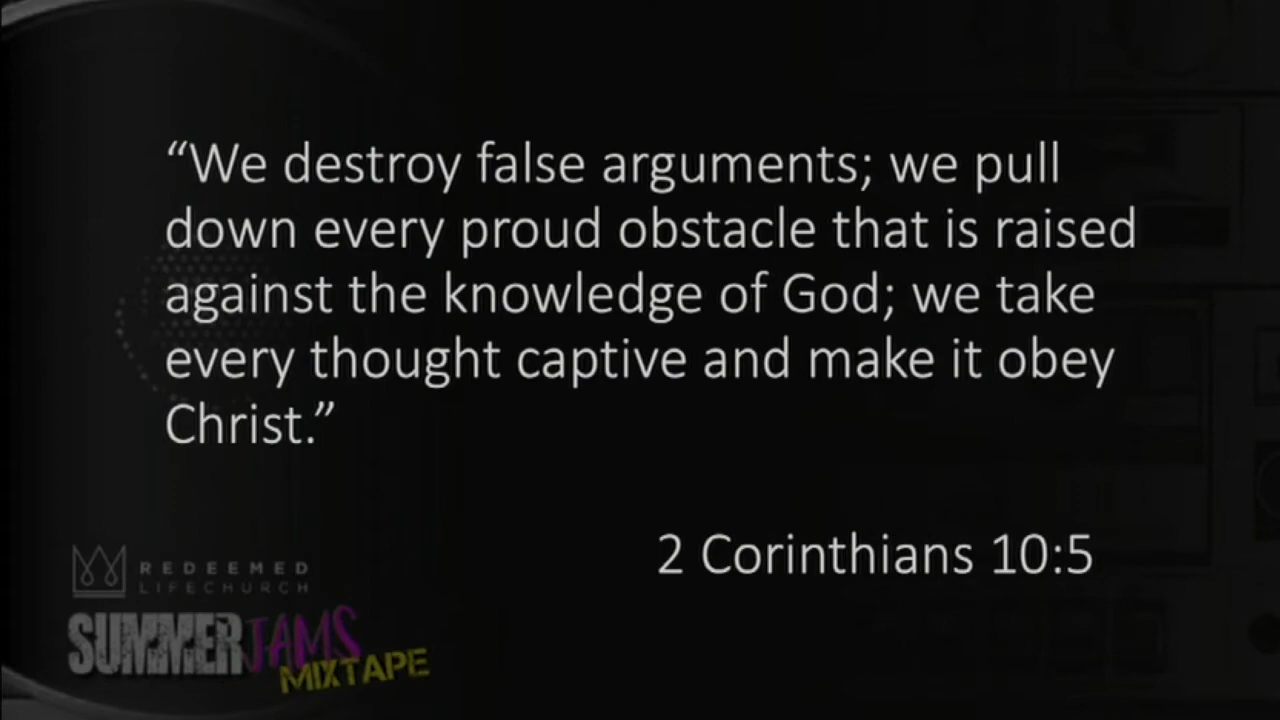 “We destroy false arguments; we pull
down every proud obstacle that is raised
against the knowledge of God; we take
every thought captive and make it obey
Christ.”
2 Corinthians 10:5
REDEEMED
LIFECHURCH
SUMMER JAMS
MIXTAPE